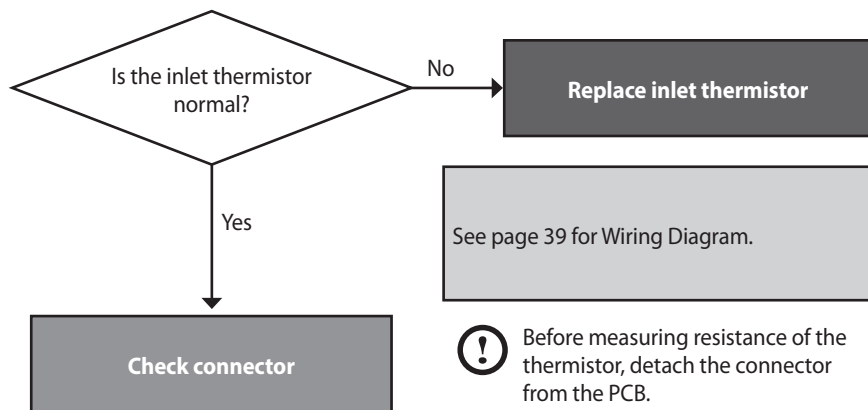 Is the inlet thermistor
normal?
No
Replace inlet thermistor
Yes
See page 39 for Wiring Diagram.
Check connector
!
Before measuring resistance of the
thermistor, detach the connector
from the PCB.